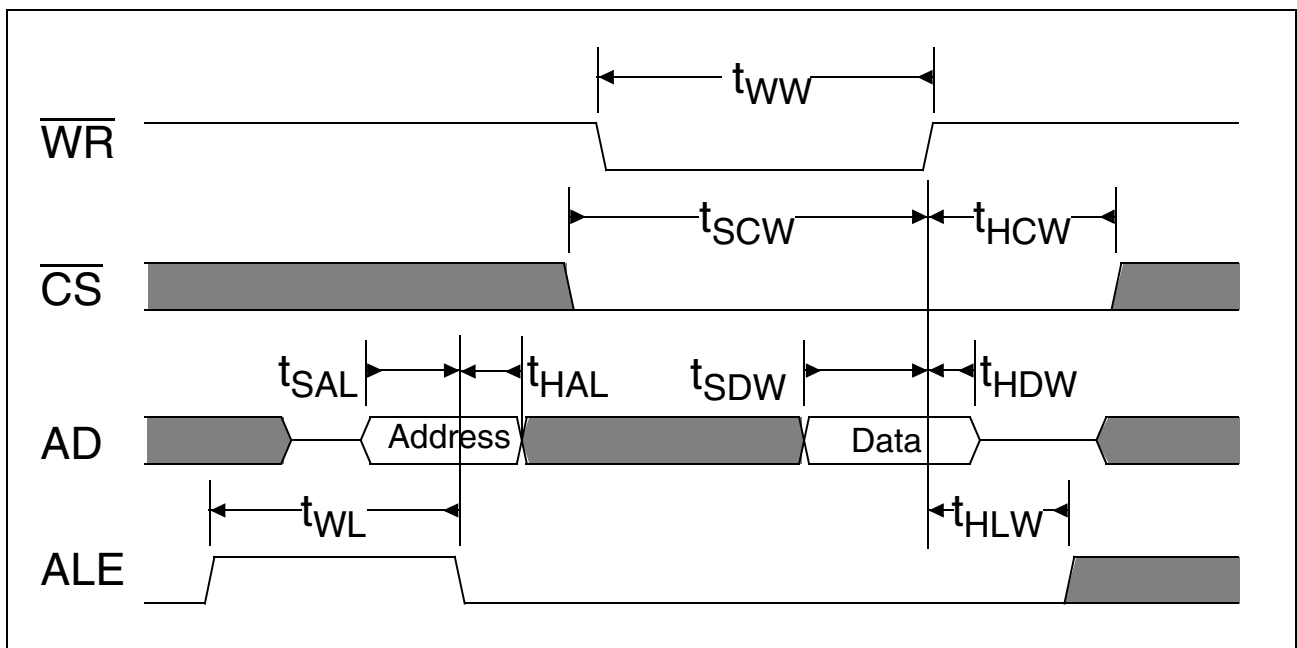 tWW
WR
tSCW tHCW
CS
tSAL tHAL tSDW tHDW
AD Address Data
tWL tHLW
ALE